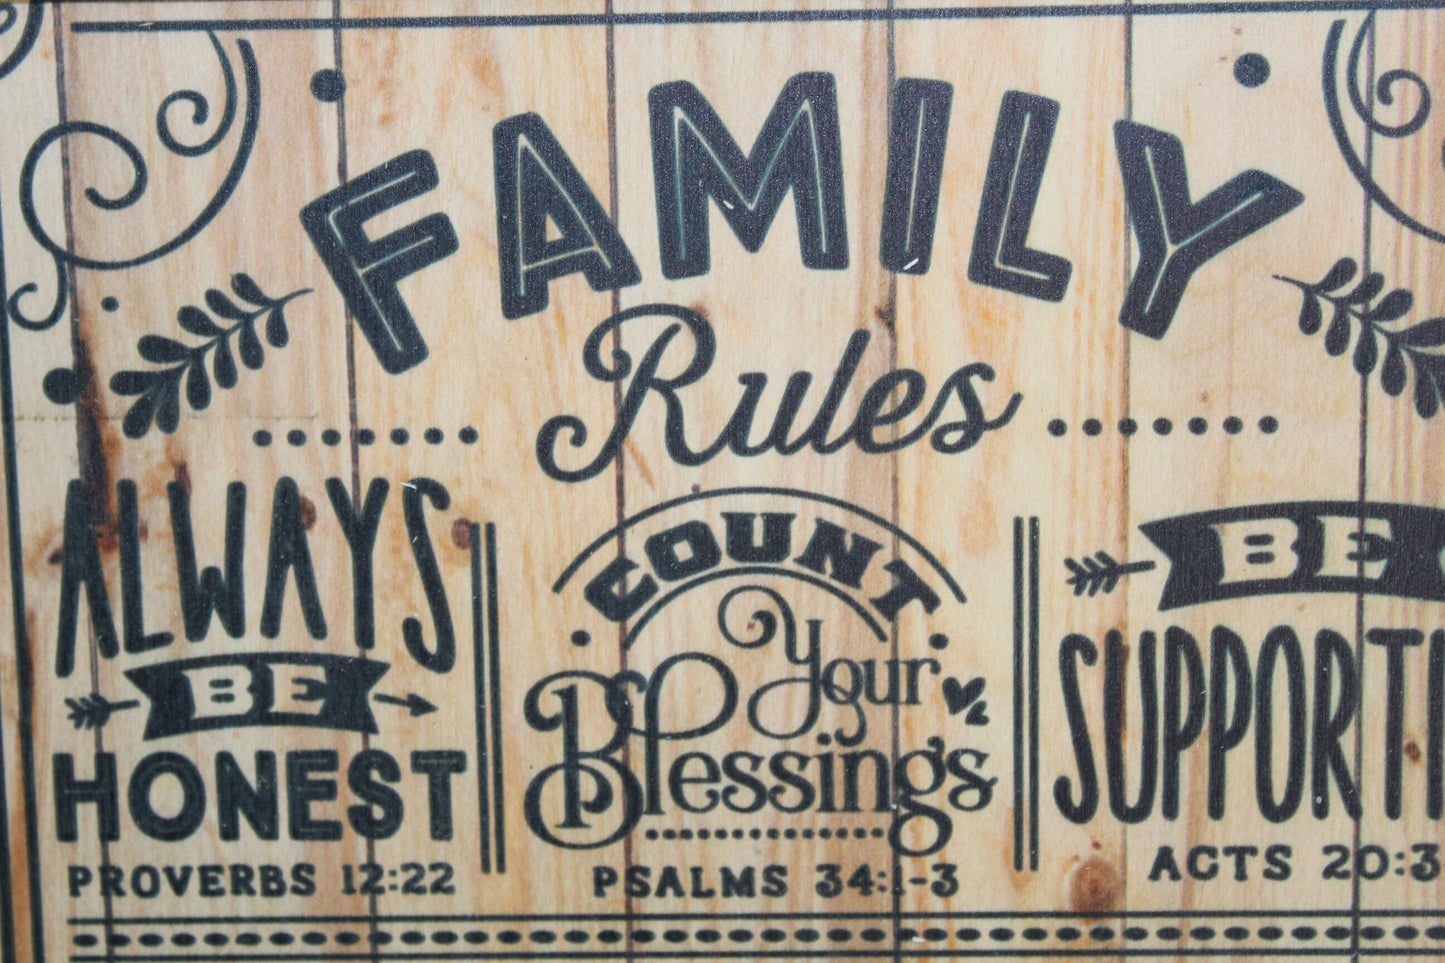 FAMILY
Rules
ALWAYS
BE
HONEST
PROVERBS 12:22
COUNT
Your
Blessings
PSALMS 34:1-3
BE
SUPPORTI
ACTS 20:3